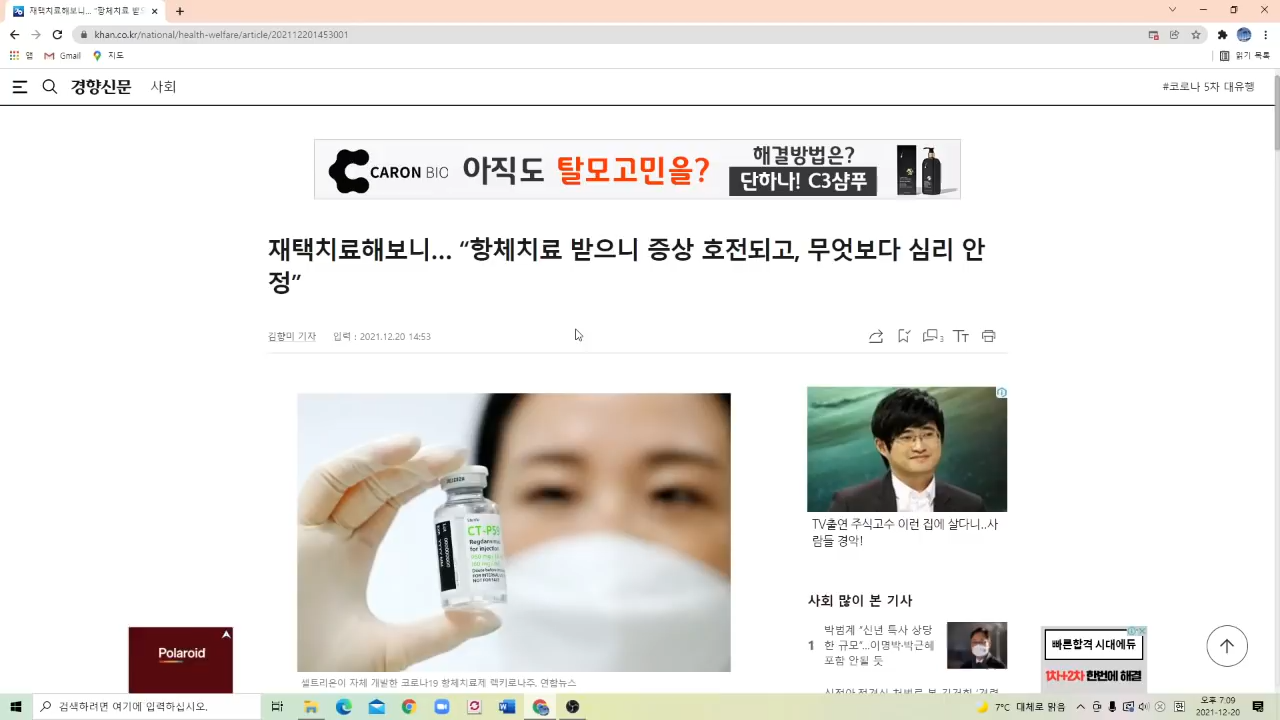 재택치료해보니... "항체치료 받
khan.co.kr/national/health-welfare/article/202112201453001
앱 Gmail 지도
읽기 목록
경향신문 사회
#코로나 5차 대유행
CARON BIO 아직도 탈모고민을? 해결방법은?
단하나! C3샴푸
재택치료해보니... “항체치료 받으니 증상 호전되고, 무엇보다 심리 안
정”
김향미 기자 입력 : 2021.12.20 14:53
3
CT-P59
Regdanvimab
for injection
TV출연 주식고수 이런 집에 살다니..사
람들 경악!
사회 많이 본 기사
1 박범계 “신년 특사 상당
한 규모”…이명박·박근혜
포함 안될 듯
Polaroid
빠른합격 시대에듀
1차+2차 한번에 해결
셀트리온이 자체 개발한 코로나19 항체치료제 렉키로나주. 연합뉴스
검색하려면 여기에 입력하십시오.
7°C 대체로 맑음
오후 7:09
2021-12-20